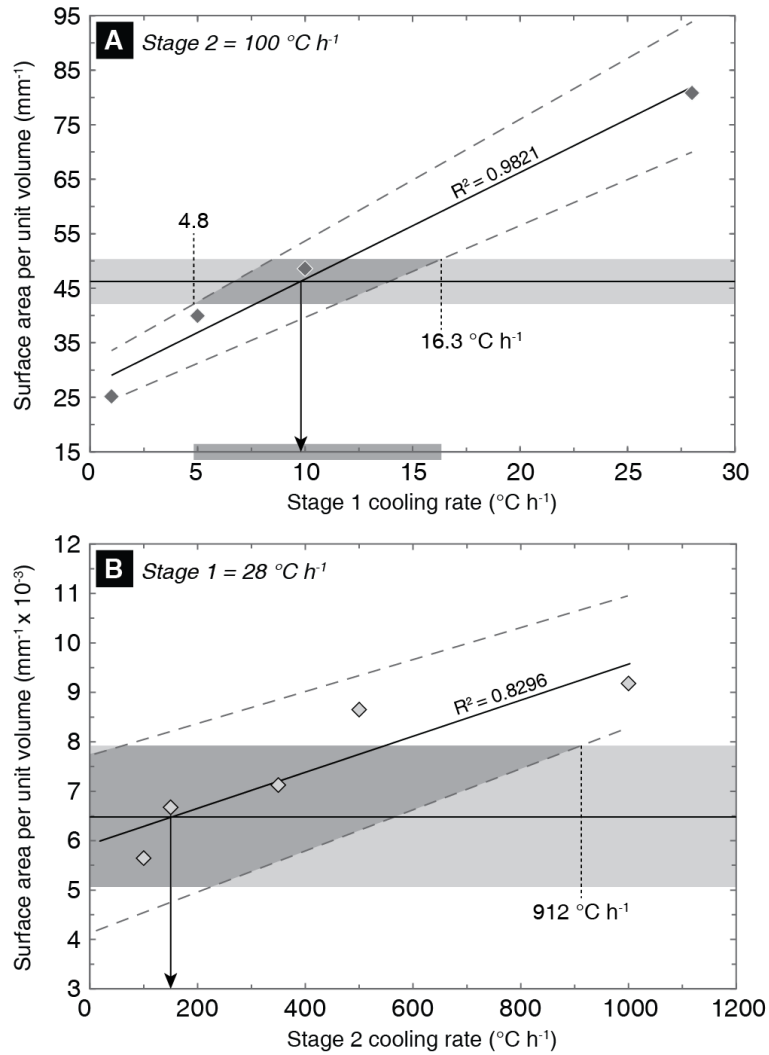 A Stage 2 = 100 °C h⁻¹
Surface area per unit volume (mm⁻¹)
95
85
75
65
55
45
35
25
15
R² = 0.9821
4.8
16.3 °C h⁻¹
0 5 10 15 20 25 30
Stage 1 cooling rate (°C h⁻¹)
B Stage 1 = 28 °C h⁻¹
Surface area per unit volume (mm⁻¹ x 10⁻³)
12
11
10
9
8
7
6
5
4
3
R² = 0.8296
912 °C h⁻¹
0 200 400 600 800 1000 1200
Stage 2 cooling rate (°C h⁻¹)